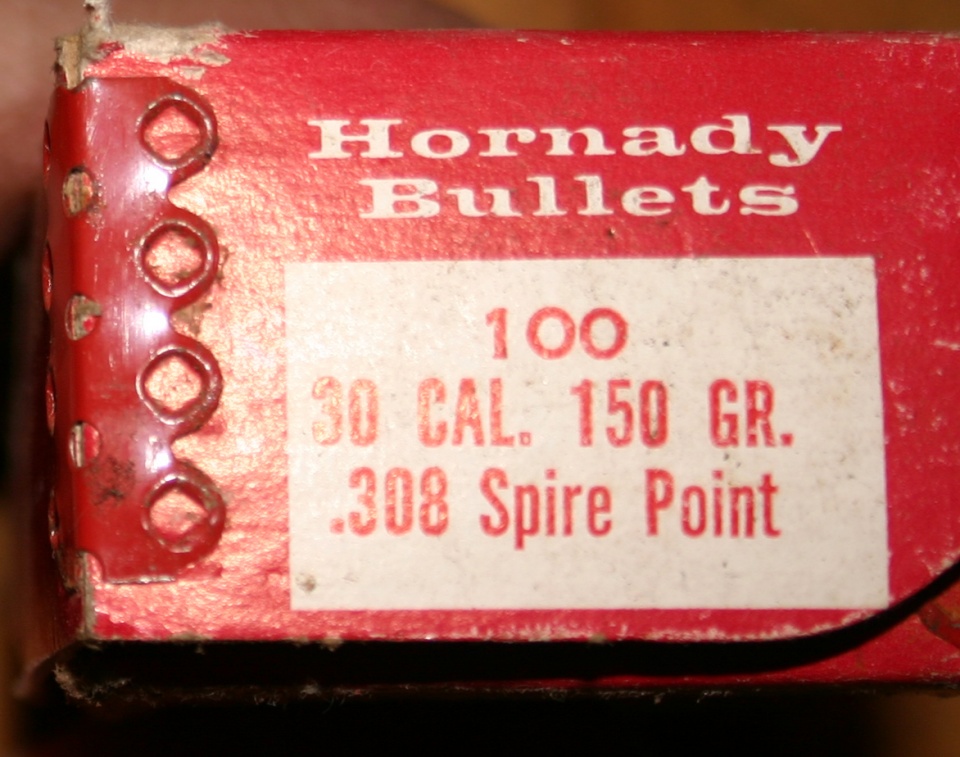 Hornady
Bullets
100
30 CAL. 150 GR.
.308 Spire Point